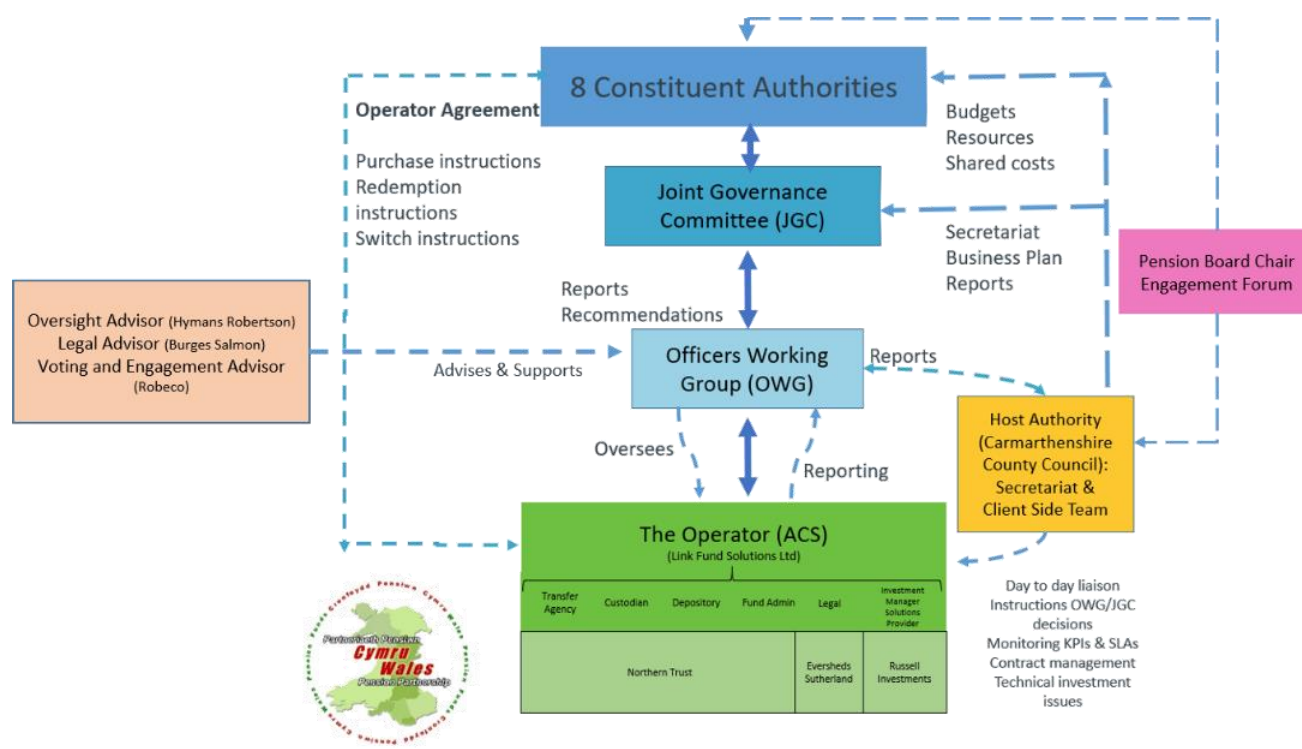 8 Constituent Authorities
Operator Agreement
Purchase instructions
Redemption
instructions
Switch instructions
Budgets
Resources
Shared costs
Joint Governance
Committee (JGC)
Secretariat
Business Plan
Reports
Pension Board Chair
Engagement Forum
Oversight Advisor (Hymans Robertson)
Legal Advisor (Burges Salmon)
Voting and Engagement Advisor
(Robeco)
Advises & Supports
Reports
Recommendations
Officers Working
Group (OWG)
Reports
Host Authority
(Carmarthenshire
County Council):
Secretariat &
Client Side Team
Oversees
Reporting
The Operator (ACS)
(Link Fund Solutions Ltd)
Transfer
Agency
Custodian
Depository
Fund Admin
Legal
Investment
Manager
Solutions
Provider
Northern Trust
Eversheds
Sutherland
Russell
Investments
Day to day liaison
Instructions OWG/JGC
decisions
Monitoring KPIs & SLAs
Contract management
Technical investment
issues
Partneriaeth Pensiwn
Cymru
Wales
Pension Partnership